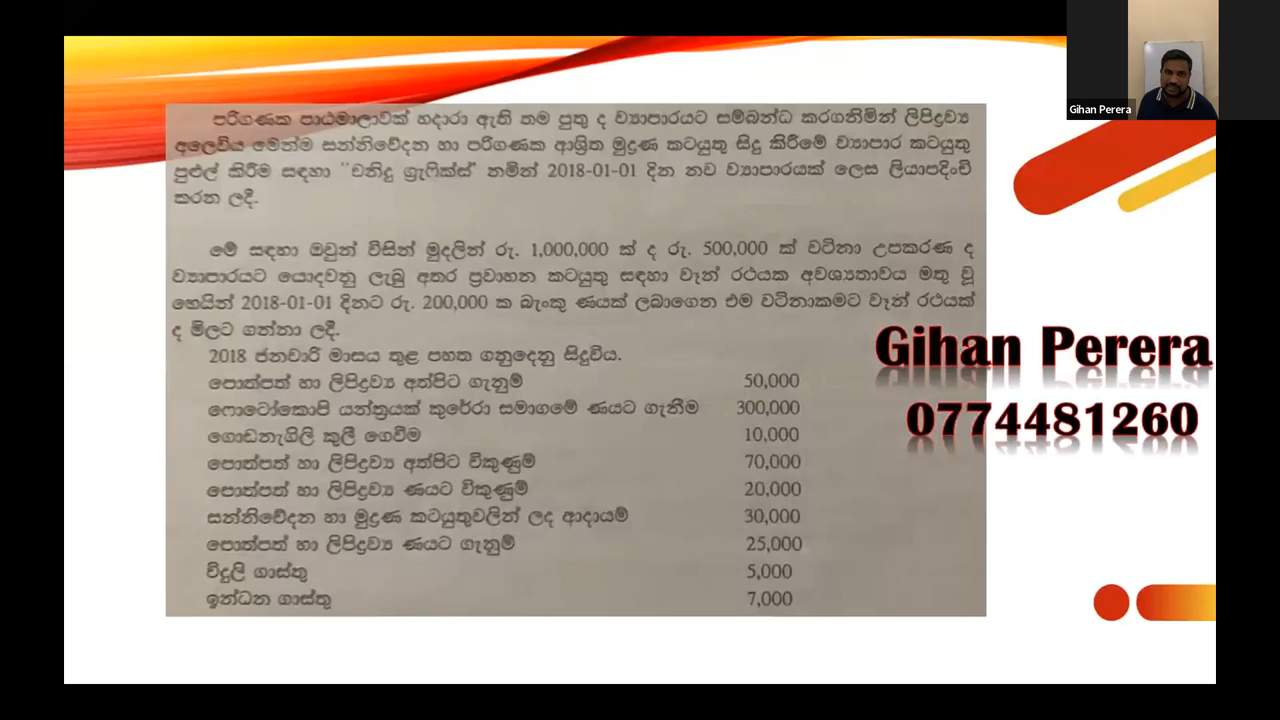 Gihan Perera
පරිගණක පාඨමාලාවක් හදාරා ඇති තම පුතු ද ව්‍යාපාරයට සම්බන්ධ කරගනිමින් ලිපිද්‍රව්‍ය
අලෙවිය මෙන්ම සන්නිවේදන හා පරිගණක ආශ්‍රිත මුද්‍රණ කටයුතු සිදු කිරීමේ ව්‍යාපාර කටයුතු
පුළුල් කිරීම සඳහා "චනිදු ග්‍රැෆික්ස්" නමින් 2018-01-01 දින නව ව්‍යාපාරයක් ලෙස ලියාපදිංචි
කරන ලදී.
මේ සඳහා ඔවුන් විසින් මුදලින් රු. 1,000,000 ක් ද රු. 500,000 ක් වටිනා උපකරණ ද
ව්‍යාපාරයට යොදවනු ලැබූ අතර ප්‍රවාහන කටයුතු සඳහා වෑන් රථයක අවශ්‍යතාවය මතු වූ
හෙයින් 2018-01-01 දිනට රු. 200,000 ක බැංකු ණයක් ලබාගෙන එම වටිනාකමට වෑන් රථයක්
ද මිලට ගන්නා ලදී.
2018 ජනවාරි මාසය තුළ පහත ගනුදෙනු සිදුවිය.
පොත්පත් හා ලිපිද්‍රව්‍ය අත්පිට ගැනුම් 50,000
ෆොටෝකොපි යන්ත්‍රයක් කුරේරා සමාගමේ ණයට ගැනීම 300,000
ගොඩනැගිලි කුලී ගෙවීම 10,000
පොත්පත් හා ලිපිද්‍රව්‍ය අත්පිට විකුණුම් 70,000
පොත්පත් හා ලිපිද්‍රව්‍ය ණයට විකුණුම් 20,000
සන්නිවේදන හා මුද්‍රණ කටයුතුවලින් ලද ආදායම් 30,000
පොත්පත් හා ලිපිද්‍රව්‍ය ණයට ගැනුම් 25,000
විදුලි ගාස්තු 5,000
ඉන්ධන ගාස්තු 7,000
Gihan Perera
0774481260